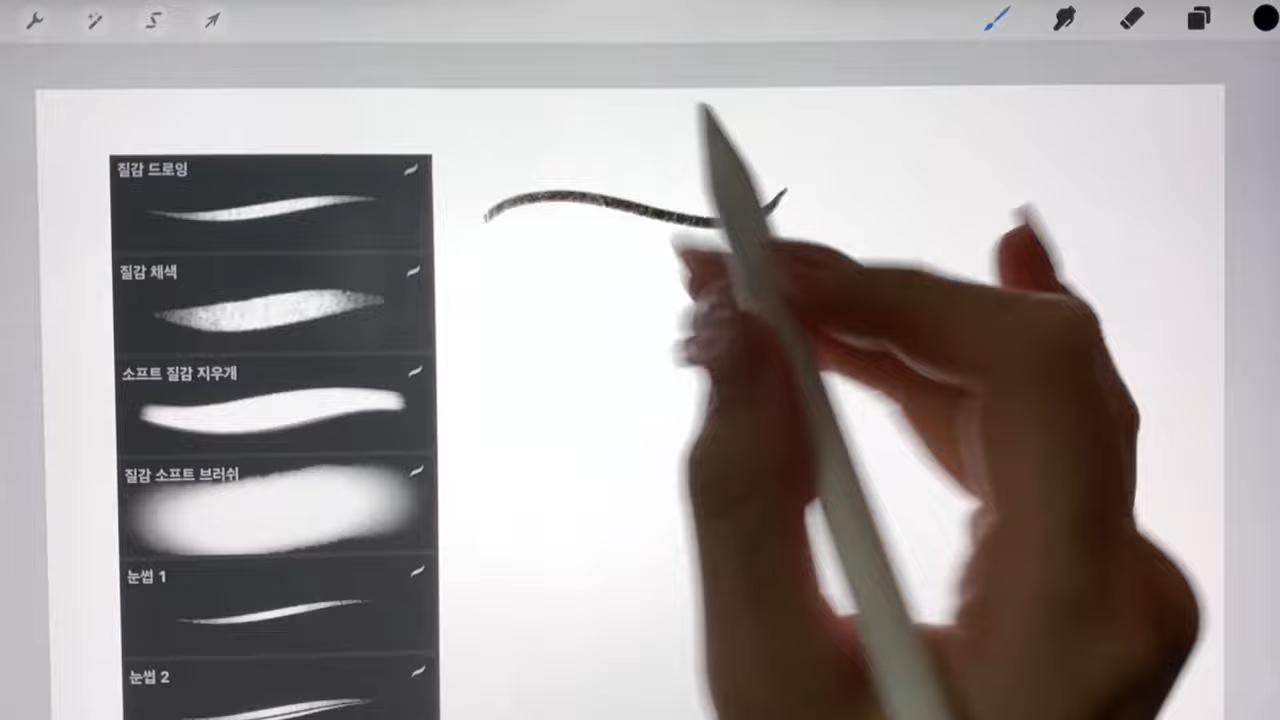 질감 드로잉
질감 채색
소프트 질감 지우개
질감 소프트 브러쉬
눈썹 1
눈썹 2